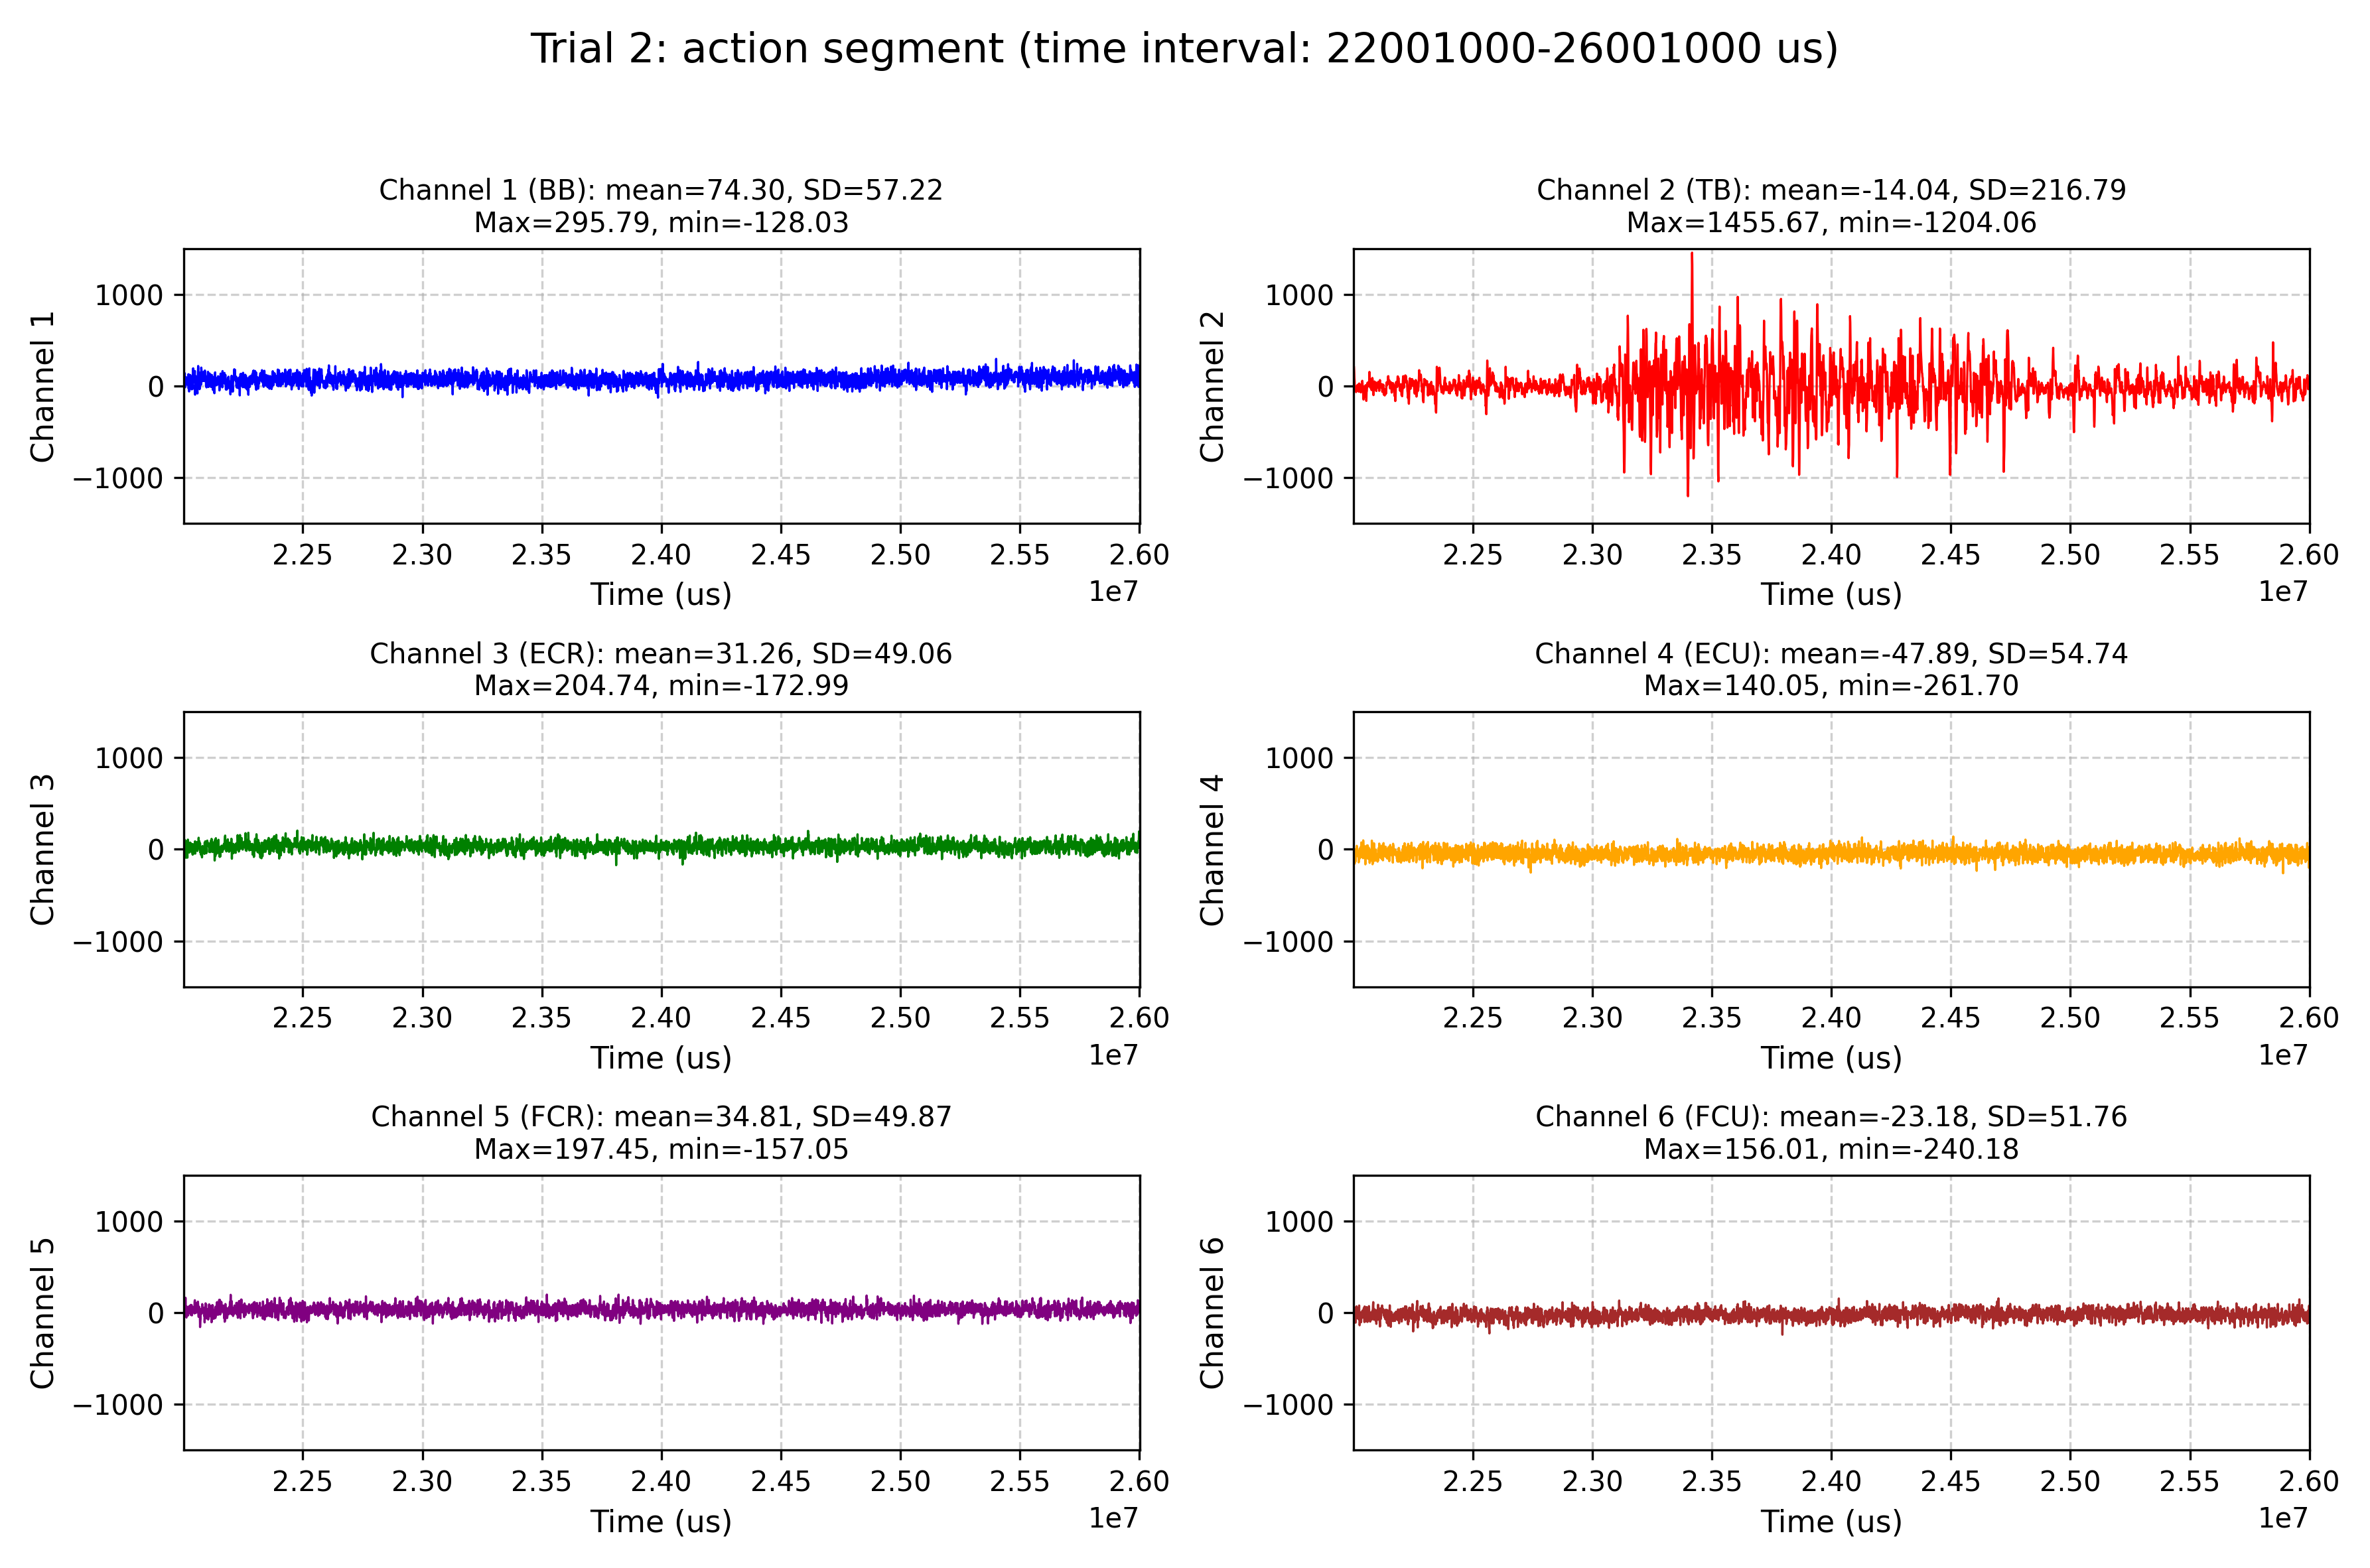 Trial 2: action segment (time interval: 22001000-26001000 us)
Channel 1 (BB): mean=74.30, SD=57.22
Max=295.79, min=-128.03
Channel 1
1000
0
−1000
2.25 2.30 2.35 2.40 2.45 2.50 2.55 2.60
Time (us)
1e7
Channel 2 (TB): mean=-14.04, SD=216.79
Max=1455.67, min=-1204.06
Channel 2
1000
0
−1000
2.25 2.30 2.35 2.40 2.45 2.50 2.55 2.60
Time (us)
1e7
Channel 3 (ECR): mean=31.26, SD=49.06
Max=204.74, min=-172.99
Channel 3
1000
0
−1000
2.25 2.30 2.35 2.40 2.45 2.50 2.55 2.60
Time (us)
1e7
Channel 4 (ECU): mean=-47.89, SD=54.74
Max=140.05, min=-261.70
Channel 4
1000
0
−1000
2.25 2.30 2.35 2.40 2.45 2.50 2.55 2.60
Time (us)
1e7
Channel 5 (FCR): mean=34.81, SD=49.87
Max=197.45, min=-157.05
Channel 5
1000
0
−1000
2.25 2.30 2.35 2.40 2.45 2.50 2.55 2.60
Time (us)
1e7
Channel 6 (FCU): mean=-23.18, SD=51.76
Max=156.01, min=-240.18
Channel 6
1000
0
−1000
2.25 2.30 2.35 2.40 2.45 2.50 2.55 2.60
Time (us)
1e7